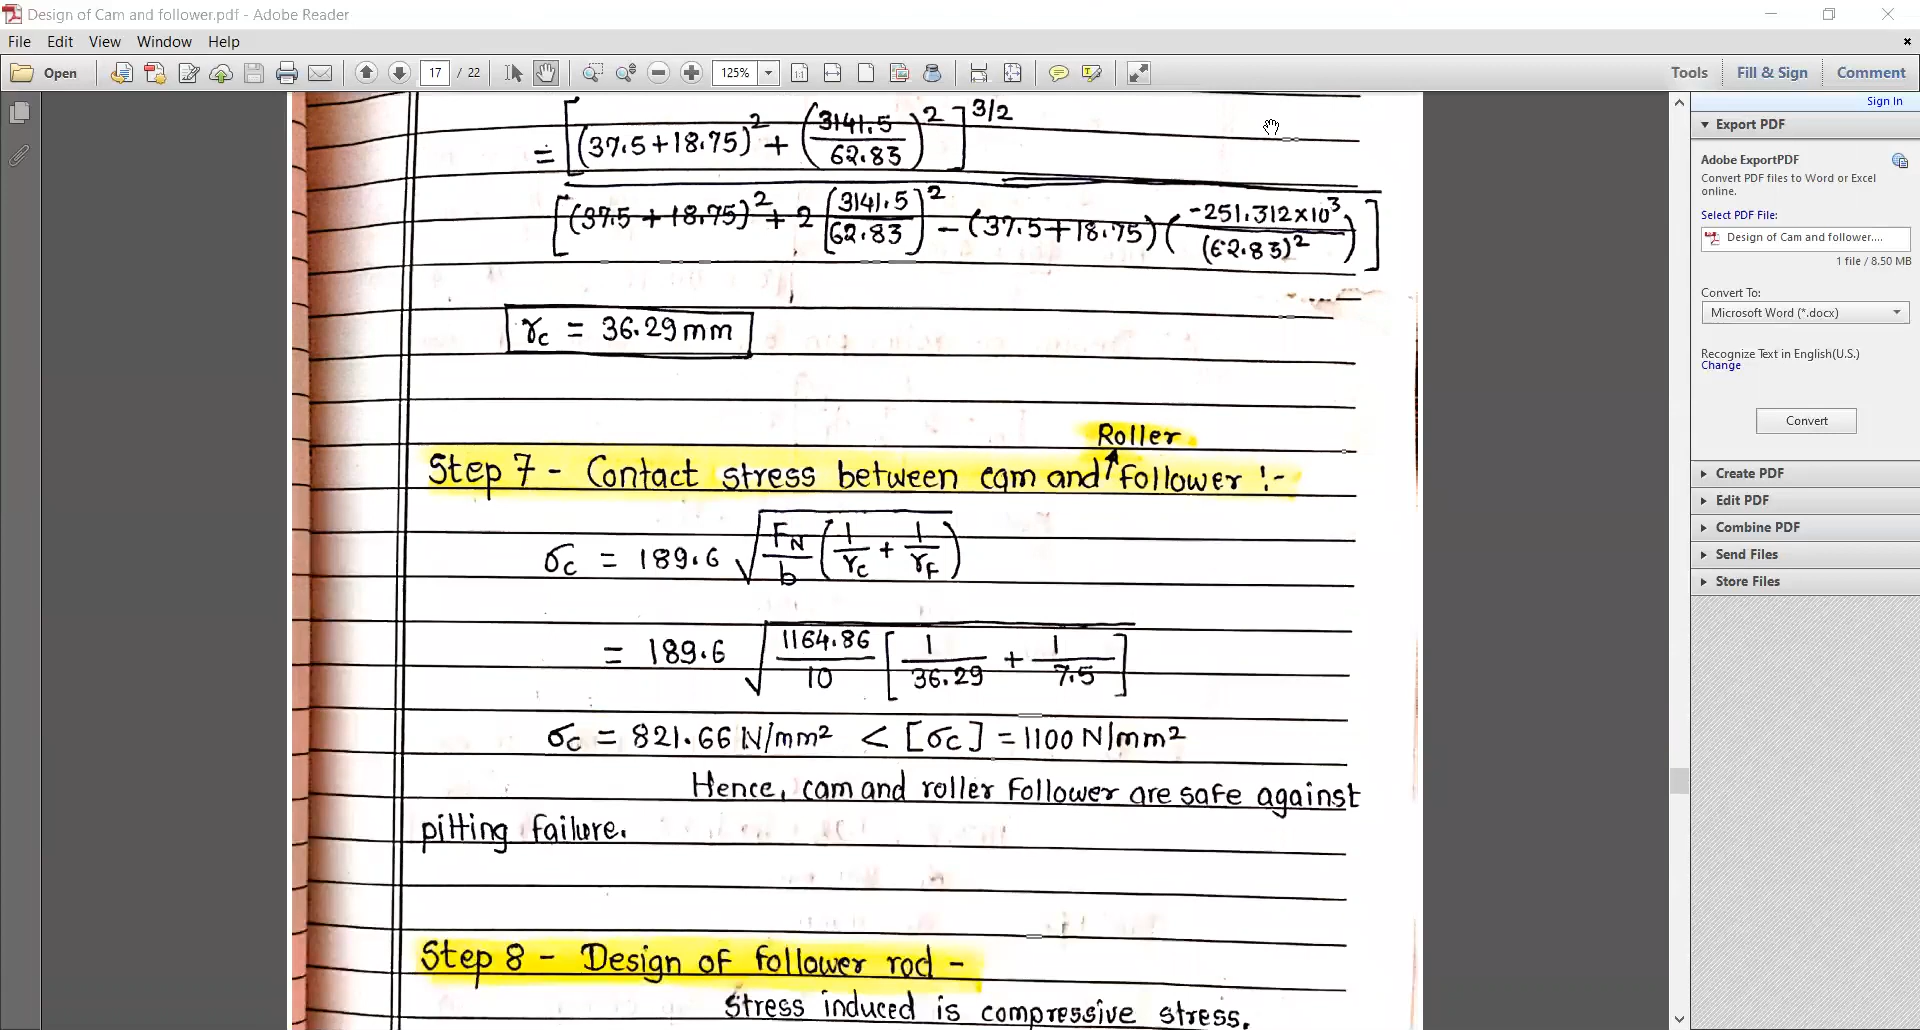 Design of Cam and follower.pdf - Adobe Reader
File Edit View Window Help
Open 17 / 22 125% Tools Fill & Sign Comment
Sign In
Export PDF
Adobe ExportPDF
Convert PDF files to Word or Excel
online.
Select PDF File:
Design of Cam and follower....
1 file / 8.50 MB
Convert To:
Microsoft Word (*.docx)
Recognize Text in English(U.S.)
Change
Convert
Create PDF
Edit PDF
Combine PDF
Send Files
Store Files
= [(37.5+18.75)² + (3141.5/62.83)²]^3/2
[(37.5+18.75)² + 2(3141.5/62.83)² - (37.5+18.75)(-251.312×10³/(62.83)²)]
rc = 36.29mm
Roller
Step 7 - Contact stress between cam and follower :-
σc = 189.6 √(FN/b (1/rc + 1/rF))
= 189.6 √(1164.86/10 [1/36.29 + 1/7.5])
σc = 821.66 N/mm² < [σc] = 1100 N/mm²
Hence, cam and roller follower are safe against
pitting failure.
Step 8 - Design of follower rod -
Stress induced is compressive stress.